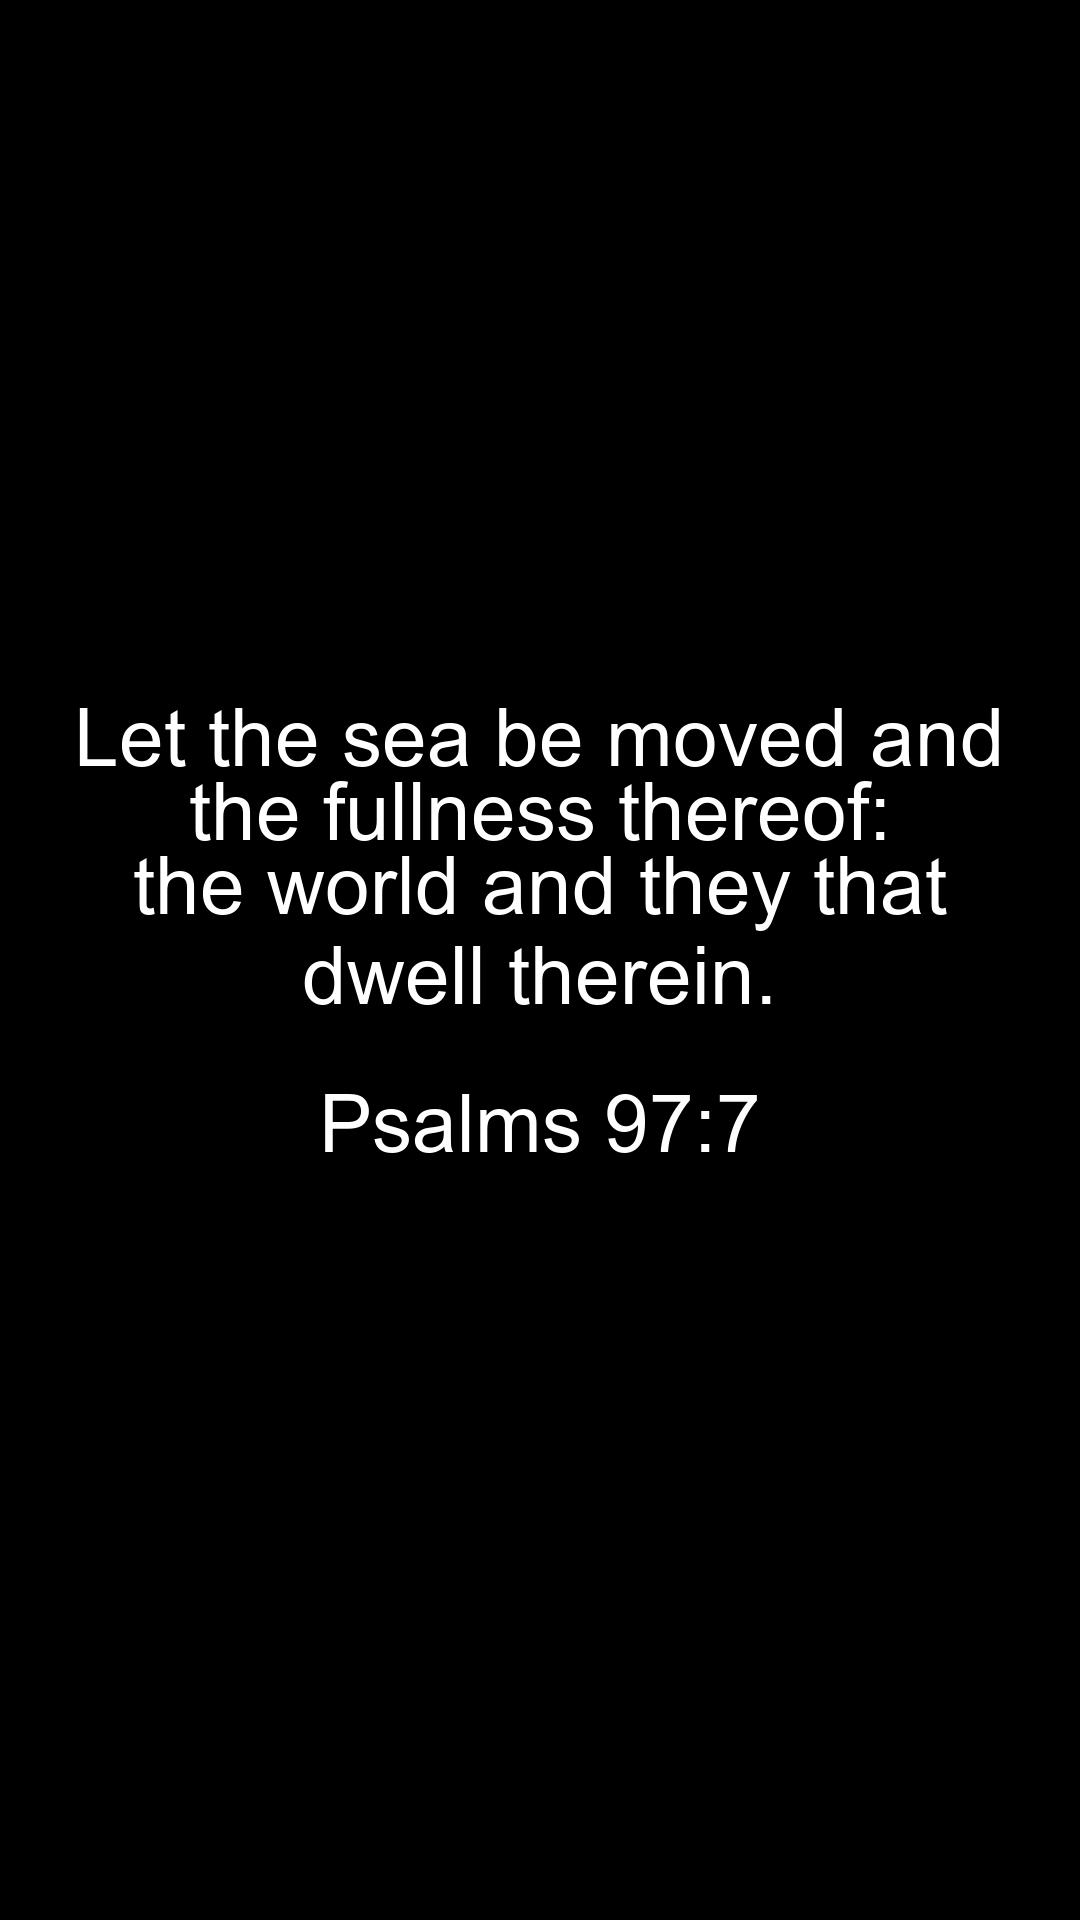 Let the sea be moved and
the fullness thereof:
the world and they that
dwell therein.
Psalms 97:7